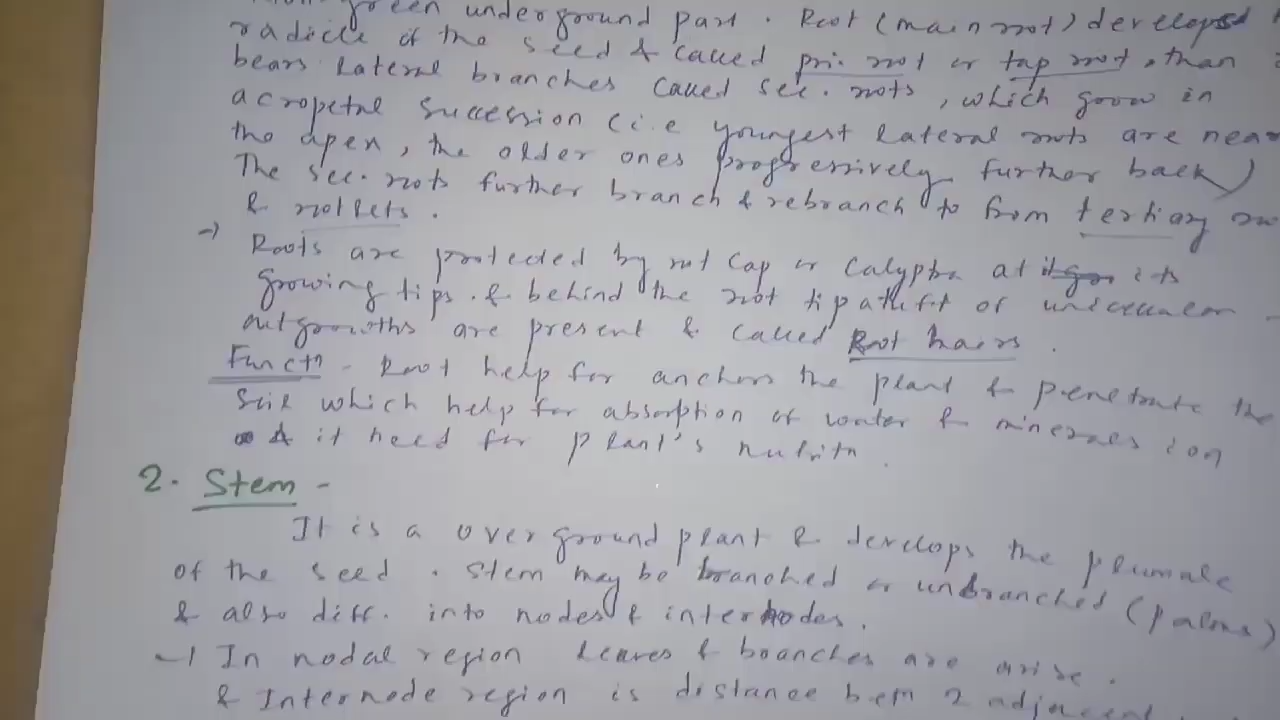 green underground part. Root (main root) developed
radicle of the seed & called pri. root or tap root, than
bears lateral branches called sec. roots, which grow in
acropetal succession (i.e youngest lateral roots are near
the apex, the older ones progressively further back)
The sec. roots further branch & rebranch to from tertiary
& rootlets.
→ Roots are protected by root cap or calyptra at its
growing tips. & behind the root tip a tuft of unicellular
outgrowths are present & called Root hairs.
Functn - Root help for anchors the plant & penetrate the
soil which help for absorption of water & minerals ion
& it need for plant's nutritn.
2. Stem -
It is a overground plant & develops the plumule
of the seed. Stem may be branched or unbranched (palms)
& also diff. into nodes & internodes.
→ In nodal region leaves & branches are arise.
& Internode region is distance betn 2 adjacent